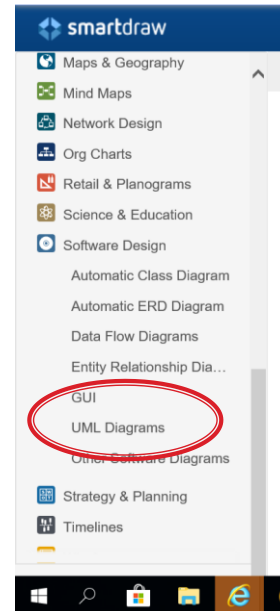 smartdraw
Maps & Geography
Mind Maps
Network Design
Org Charts
Retail & Planograms
Science & Education
Software Design
Automatic Class Diagram
Automatic ERD Diagram
Data Flow Diagrams
Entity Relationship Dia...
GUI
UML Diagrams
Other Software Diagrams
Strategy & Planning
Timelines